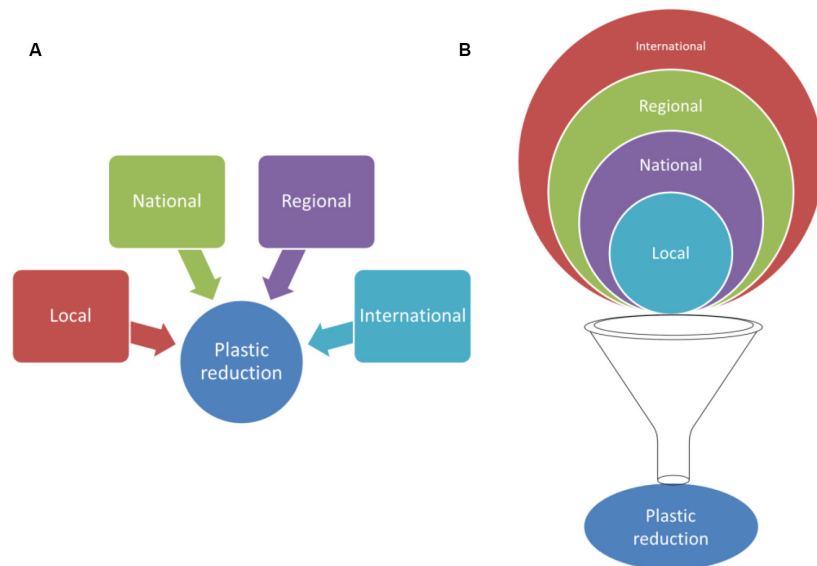 A
National
Regional
Local
International
Plastic
reduction
B
International
Regional
National
Local
Plastic
reduction